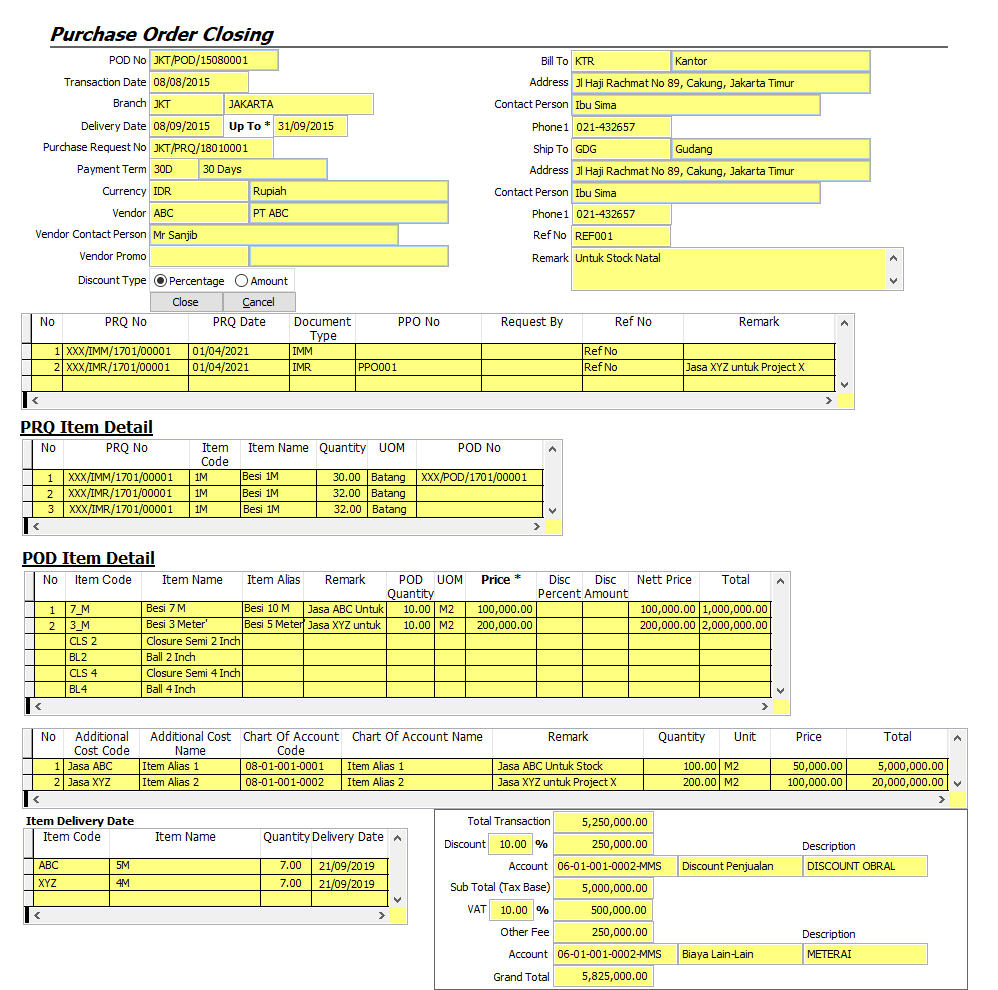 Purchase Order Closing
POD No JKT/POD/15080001
Transaction Date 08/08/2015
Branch JKT JAKARTA
Delivery Date 08/09/2015 Up To * 31/09/2015
Purchase Request No JKT/PRQ/18010001
Payment Term 30D 30 Days
Currency IDR Rupiah
Vendor ABC PT ABC
Vendor Contact Person Mr Sanjib
Vendor Promo
Discount Type Percentage Amount
Close Cancel
Bill To KTR Kantor
Address Jl Haji Rachmat No 89, Cakung, Jakarta Timur
Contact Person Ibu Sima
Phone1 021-432657
Ship To GDG Gudang
Address Jl Haji Rachmat No 89, Cakung, Jakarta Timur
Contact Person Ibu Sima
Phone1 021-432657
Ref No REF001
Remark Untuk Stock Natal
No PRQ No PRQ Date Document Type PPO No Request By Ref No Remark
1 XXX/IMM/1701/00001 01/04/2021 IMM Ref No
2 XXX/IMR/1701/00001 01/04/2021 IMR PPO001 Ref No Jasa XYZ untuk Project X
PRQ Item Detail
No PRQ No Item Code Item Name Quantity UOM POD No
1 XXX/IMM/1701/00001 1M Besi 1M 30.00 Batang XXX/POD/1701/00001
2 XXX/IMR/1701/00001 1M Besi 1M 32.00 Batang
3 XXX/IMR/1701/00001 1M Besi 1M 32.00 Batang
POD Item Detail
No Item Code Item Name Item Alias Remark POD Quantity UOM Price * Disc Percent Disc Amount Nett Price Total
1 7_M Besi 7 M Besi 10 M Jasa ABC Untuk 10.00 M2 100,000.00 100,000.00 1,000,000.00
2 3_M Besi 3 Meter' Besi 5 Meter' Jasa XYZ untuk 10.00 M2 200,000.00 200,000.00 2,000,000.00
CLS 2 Closure Semi 2 Inch
BL2 Ball 2 Inch
CLS 4 Closure Semi 4 Inch
BL4 Ball 4 Inch
No Additional Cost Code Additional Cost Name Chart Of Account Code Chart Of Account Name Remark Quantity Unit Price Total
1 Jasa ABC Item Alias 1 08-01-001-0001 Item Alias 1 Jasa ABC Untuk Stock 100.00 M2 50,000.00 5,000,000.00
2 Jasa XYZ Item Alias 2 08-01-001-0002 Item Alias 2 Jasa XYZ untuk Project X 200.00 M2 100,000.00 20,000,000.00
Item Delivery Date
Item Code Item Name Quantity Delivery Date
ABC 5M 7.00 21/09/2019
XYZ 4M 7.00 21/09/2019
Total Transaction 5,250,000.00
Discount 10.00 % 250,000.00 Description
Account 06-01-001-0002-MMS Discount Penjualan DISCOUNT OBRAL
Sub Total (Tax Base) 5,000,000.00
VAT 10.00 % 500,000.00
Other Fee 250,000.00 Description
Account 06-01-001-0002-MMS Biaya Lain-Lain METERAI
Grand Total 5,825,000.00